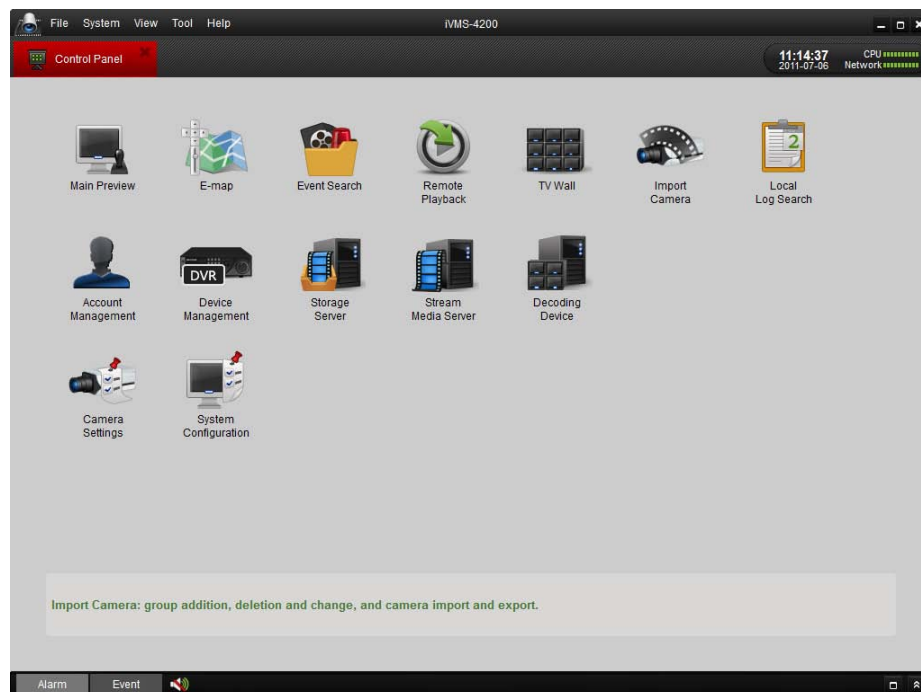 File System View Tool Help
iVMS-4200
Control Panel
11:14:37
2011-07-06
CPU
Network
Main Preview
E-map
Event Search
Remote
Playback
TV Wall
Import
Camera
2
Local
Log Search
Account
Management
DVR
Device
Management
Storage
Server
Stream
Media Server
Decoding
Device
Camera
Settings
System
Configuration
Import Camera: group addition, deletion and change, and camera import and export.
Alarm
Event